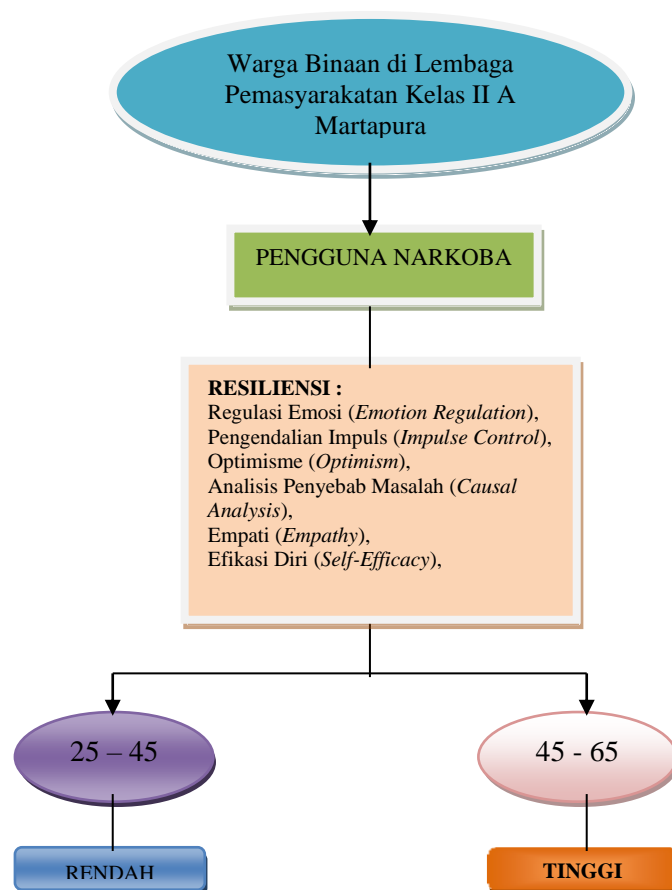 Warga Binaan di Lembaga
Pemasyarakatan Kelas II A
Martapura
PENGGUNA NARKOBA
RESILIENSI :
Regulasi Emosi (Emotion Regulation),
Pengendalian Impuls (Impulse Control),
Optimisme (Optimism),
Analisis Penyebab Masalah (Causal
Analysis),
Empati (Empathy),
Efikasi Diri (Self-Efficacy),
25 – 45
45 - 65
RENDAH
TINGGI